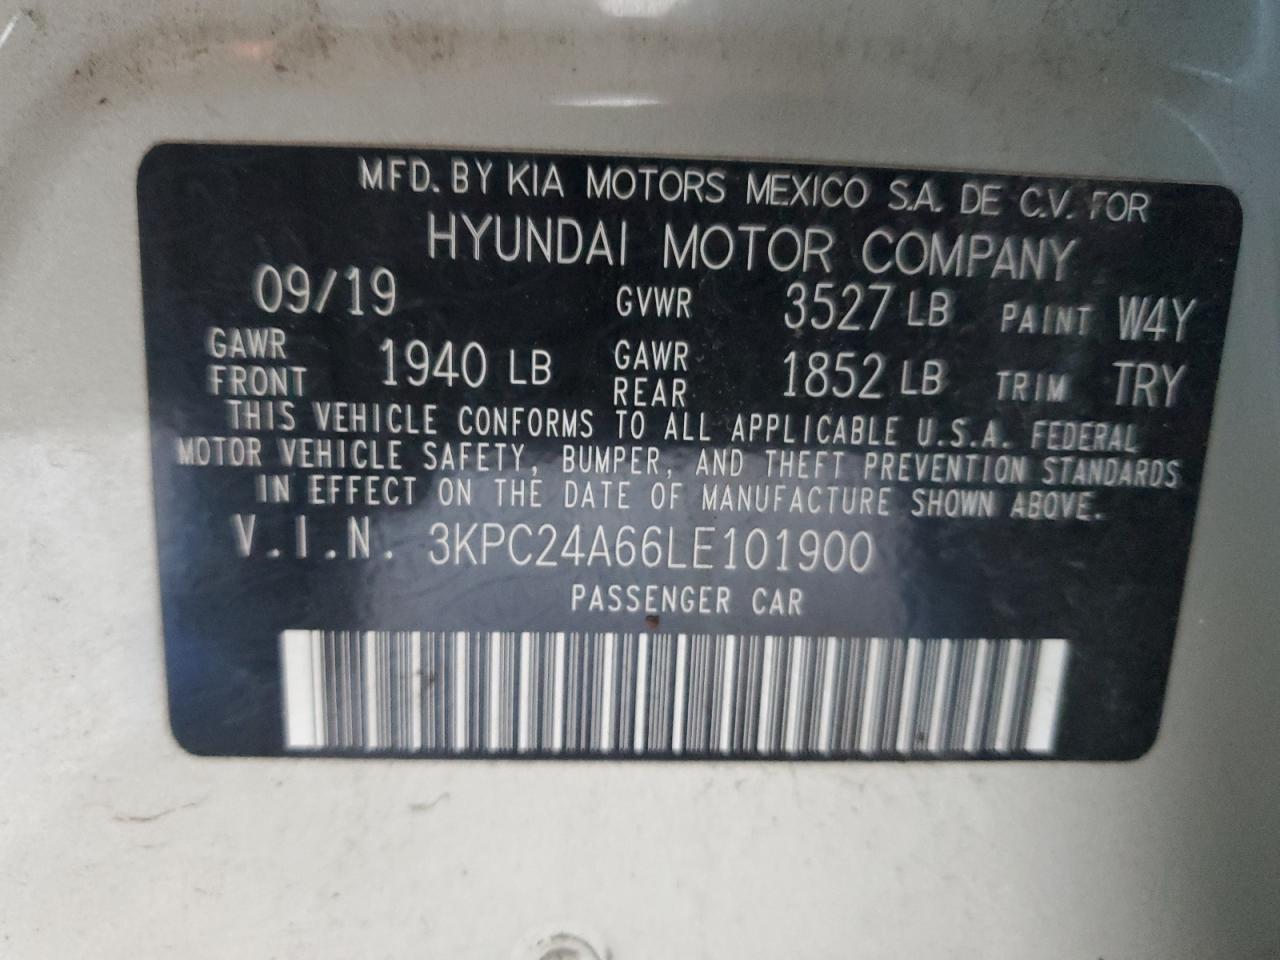 MFD. BY KIA MOTORS MEXICO S.A. DE C.V. FOR
HYUNDAI MOTOR COMPANY
09/19 GVWR 3527 LB PAINT W4Y
GAWR FRONT 1940 LB GAWR REAR 1852 LB TRIM TRY
THIS VEHICLE CONFORMS TO ALL APPLICABLE U.S.A. FEDERAL
MOTOR VEHICLE SAFETY, BUMPER, AND THEFT PREVENTION STANDARDS
IN EFFECT ON THE DATE OF MANUFACTURE SHOWN ABOVE.
V.I.N. 3KPC24A66LE101900
PASSENGER CAR